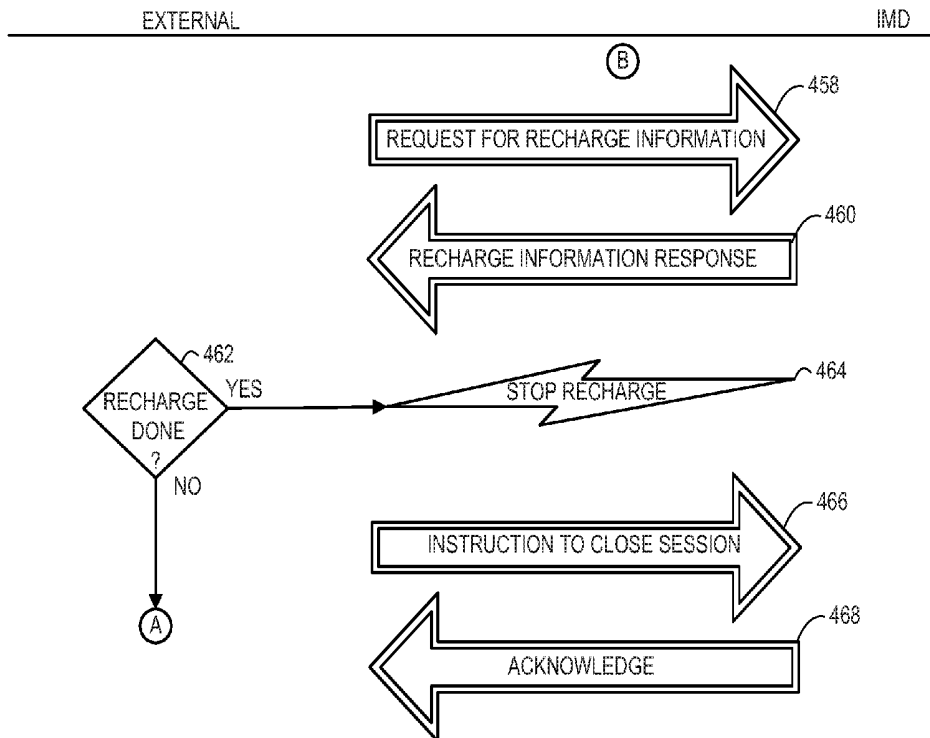 EXTERNAL
IMD
B
458
REQUEST FOR RECHARGE INFORMATION
460
RECHARGE INFORMATION RESPONSE
462
YES
RECHARGE
DONE
?
NO
STOP RECHARGE
464
466
INSTRUCTION TO CLOSE SESSION
A
468
ACKNOWLEDGE